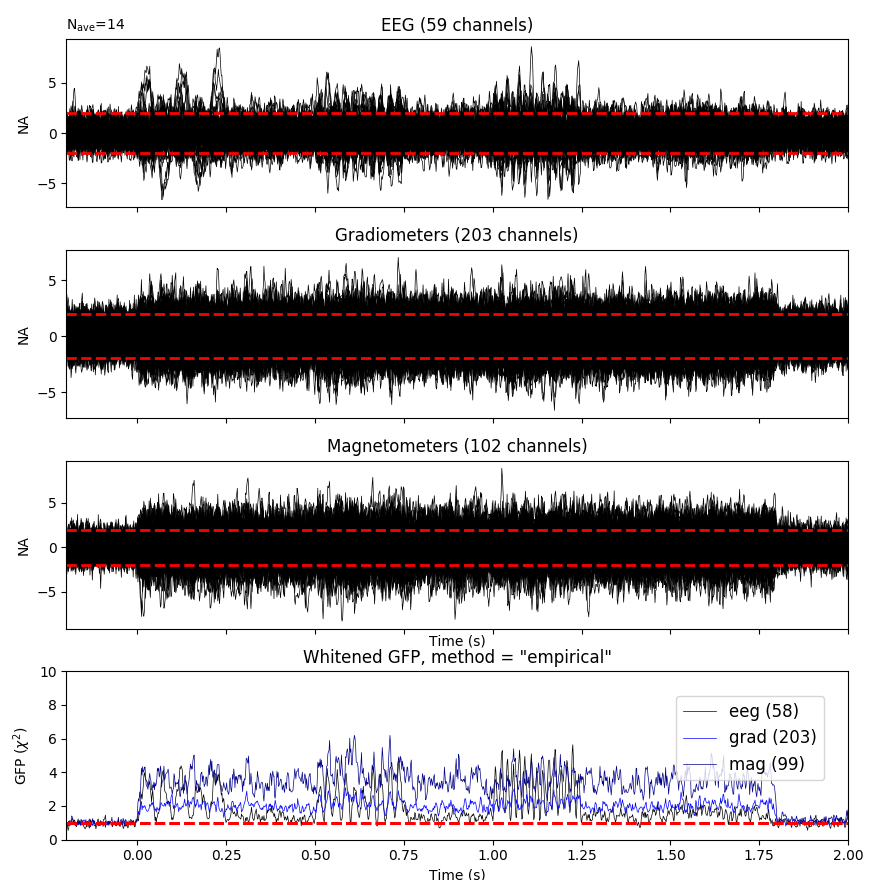 Nave=14
EEG (59 channels)
5
0
−5
NA
Gradiometers (203 channels)
5
0
−5
NA
Magnetometers (102 channels)
5
0
−5
NA
Time (s)
Whitened GFP, method = "empirical"
10
8
6
4
2
0
GFP (χ2)
eeg (58)
grad (203)
mag (99)
0.00 0.25 0.50 0.75 1.00 1.25 1.50 1.75 2.00
Time (s)